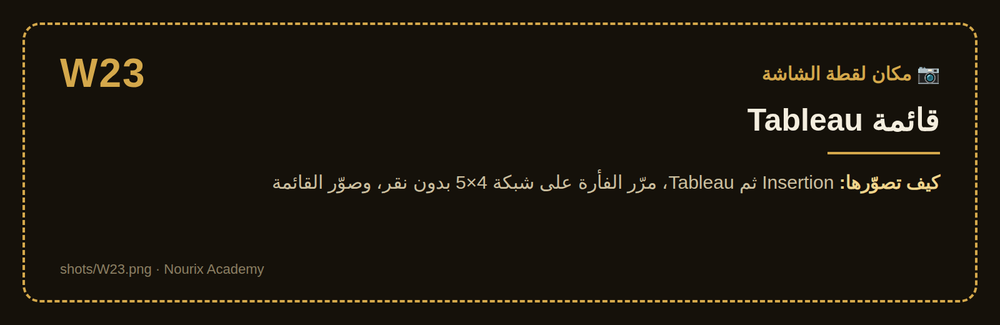 W23
📷 مكان لقطة الشاشة
قائمة Tableau
كيف تصوّرها: Insertion ثم Tableau، مرّر الفأرة على شبكة 4×5 بدون نقر، وصوّر القائمة
shots/W23.png · Nourix Academy